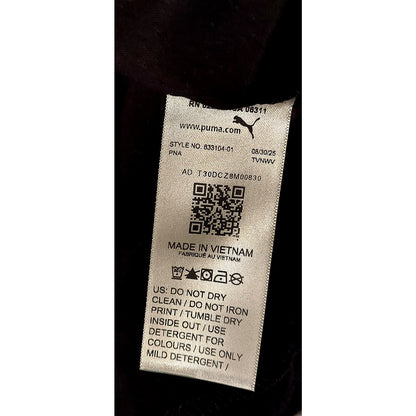 www.puma.com
STYLE NO. 633104-01 08/30/25
PNA TVNWV
AD T30DCZ8M00830
MADE IN VIETNAM
FABRIQUÉ AU VIETNAM
US: DO NOT DRY
CLEAN / DO NOT IRON
PRINT / TUMBLE DRY
INSIDE OUT / USE
DETERGENT FOR
COLOURS / USE ONLY
MILD DETERGENT /